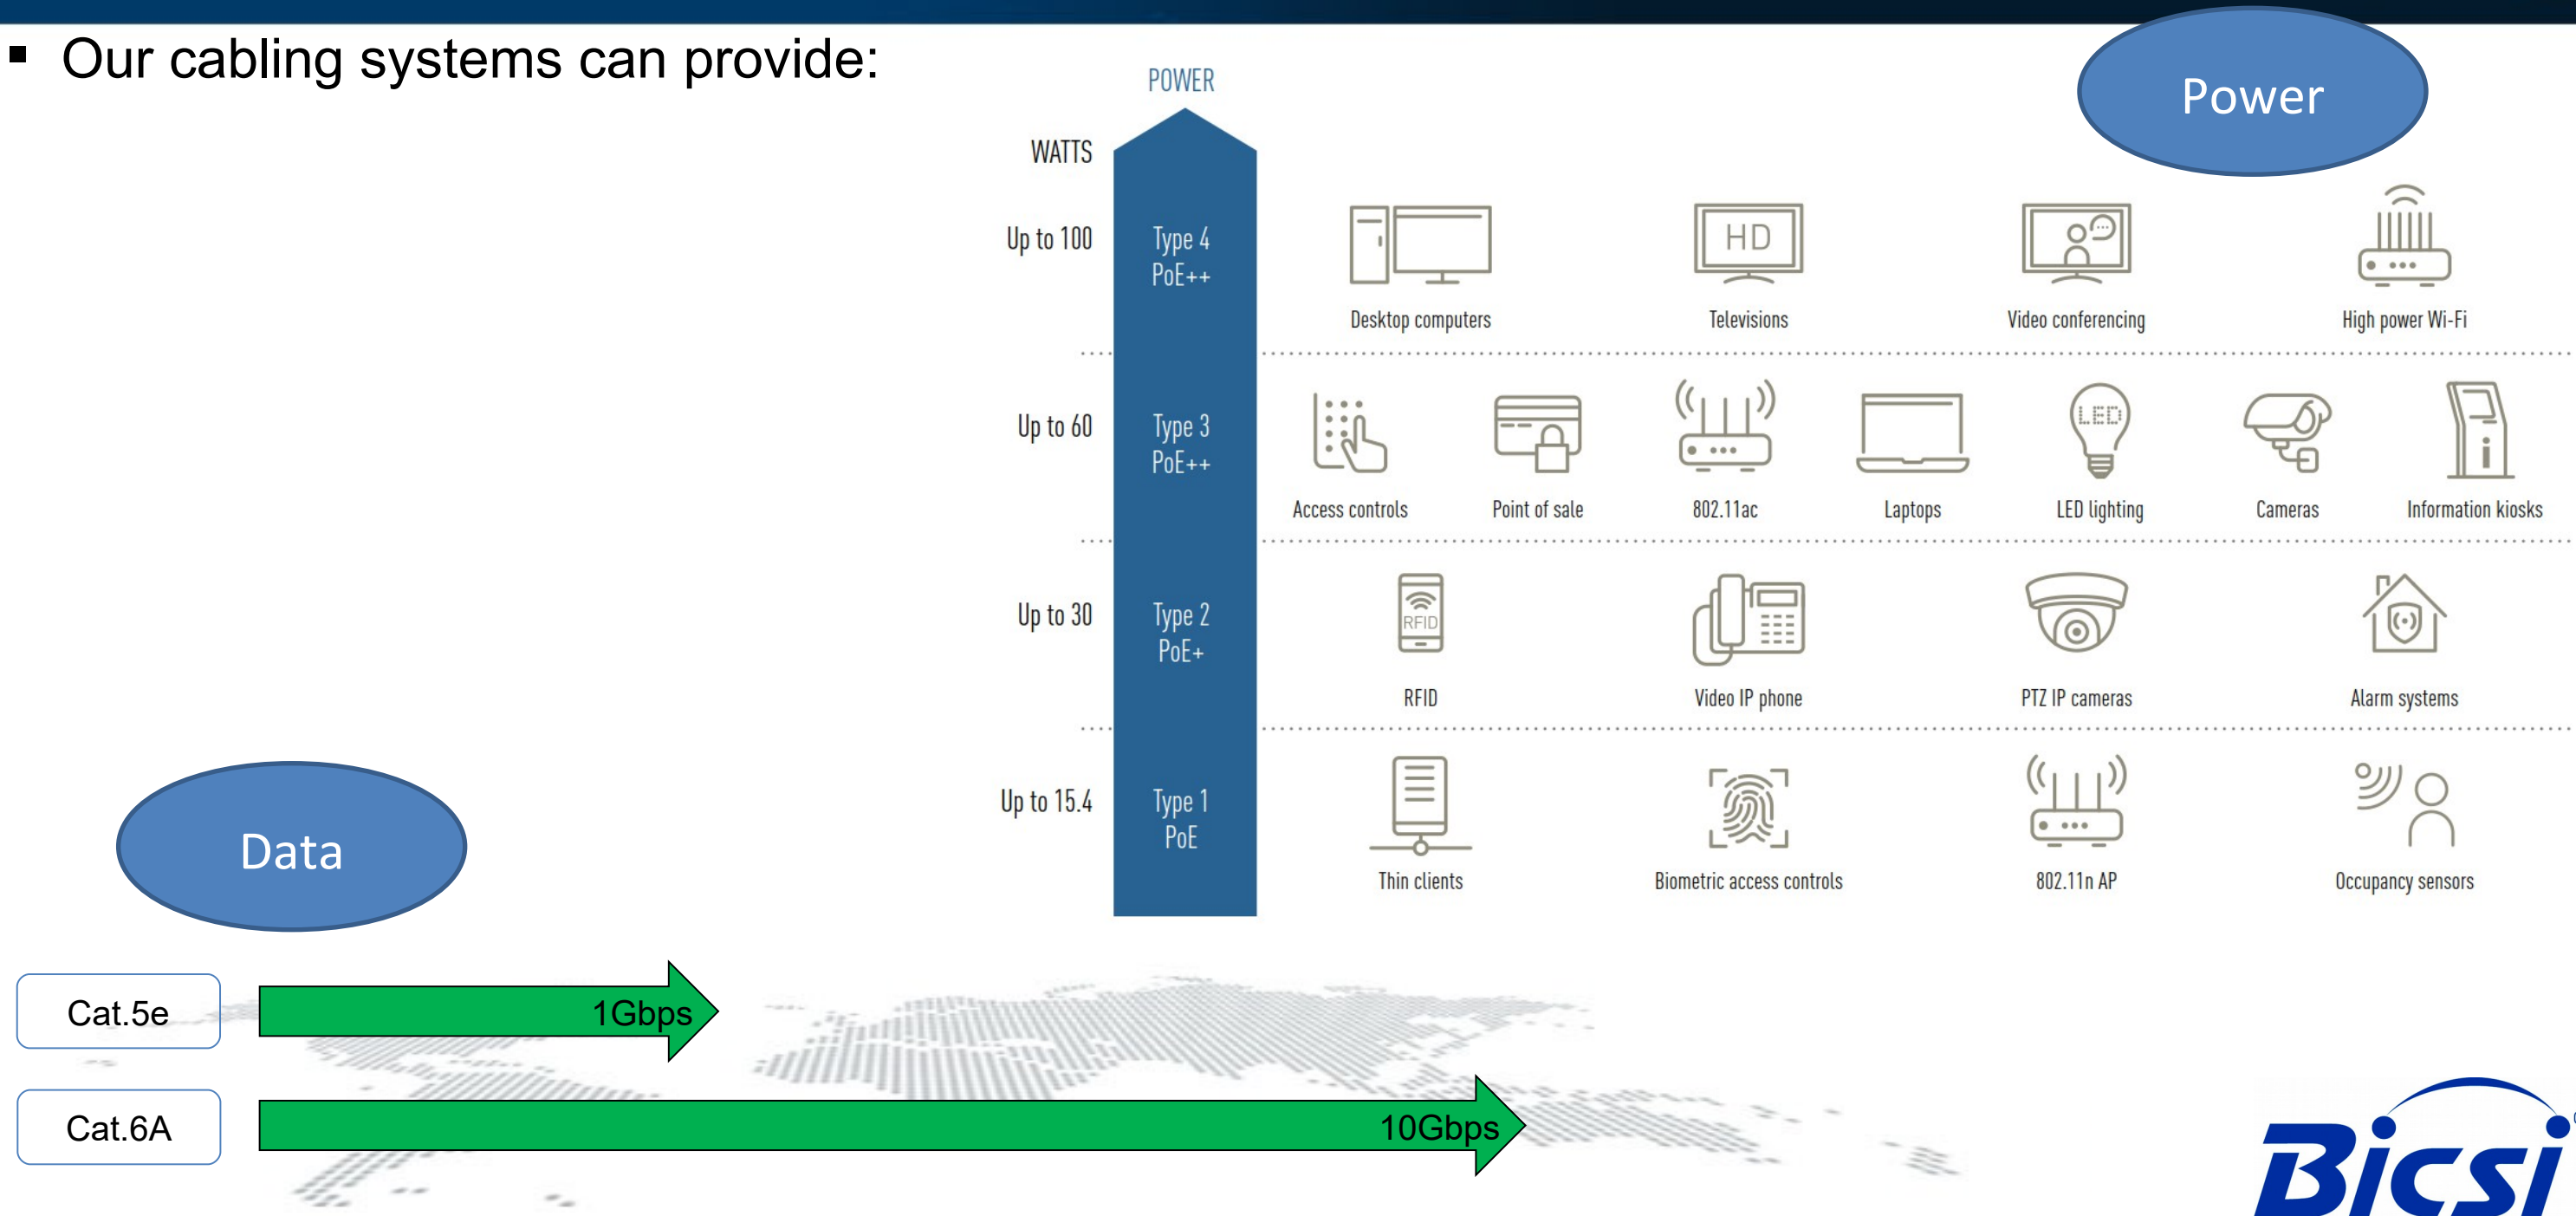 ▪ Our cabling systems can provide:
Power
POWER
WATTS
Up to 100
Type 4
PoE++
HD
Desktop computers
Televisions
Video conferencing
High power Wi-Fi
Up to 60
Type 3
PoE++
LED
Access controls
Point of sale
802.11ac
Laptops
LED lighting
Cameras
Information kiosks
Up to 30
Type 2
PoE+
RFID
RFID
Video IP phone
PTZ IP cameras
Alarm systems
Up to 15.4
Type 1
PoE
Thin clients
Biometric access controls
802.11n AP
Occupancy sensors
Data
Cat.5e
1Gbps
Cat.6A
10Gbps
Bicsi